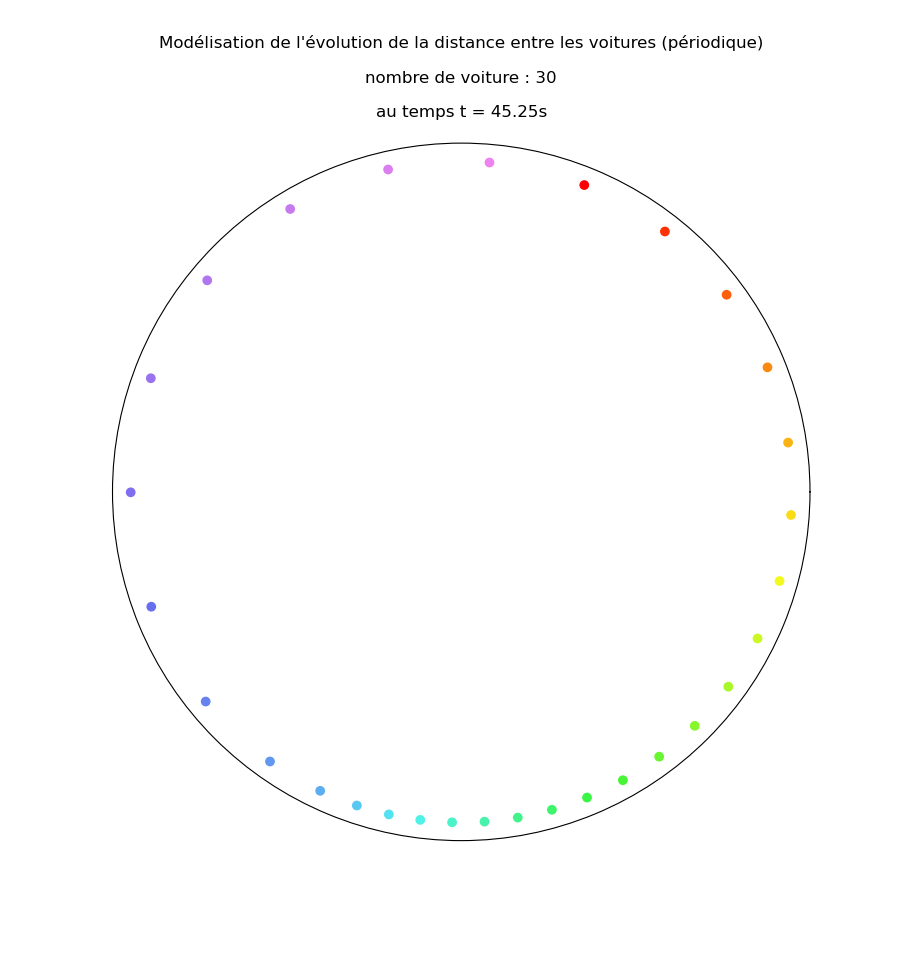 Modélisation de l'évolution de la distance entre les voitures (périodique)
nombre de voiture : 30
au temps t = 45.25s